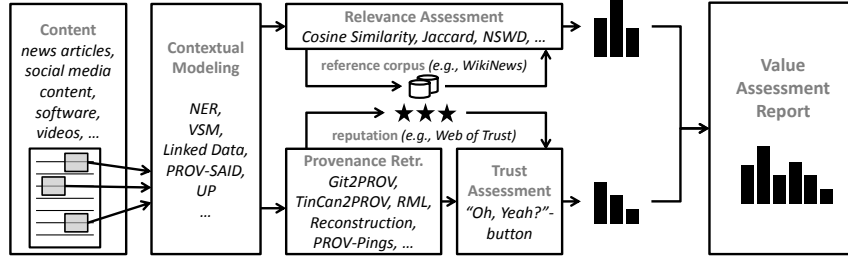 Content
news articles,
social media
content,
software,
videos, …
Contextual
Modeling
NER,
VSM,
Linked Data,
PROV-SAID,
UP
…
Relevance Assessment
Cosine Similarity, Jaccard, NSWD, …
reference corpus (e.g., WikiNews)
reputation (e.g., Web of Trust)
Provenance Retr.
Git2PROV,
TinCan2PROV, RML,
Reconstruction,
PROV-Pings, …
Trust
Assessment
“Oh, Yeah?”-
button
Value
Assessment
Report